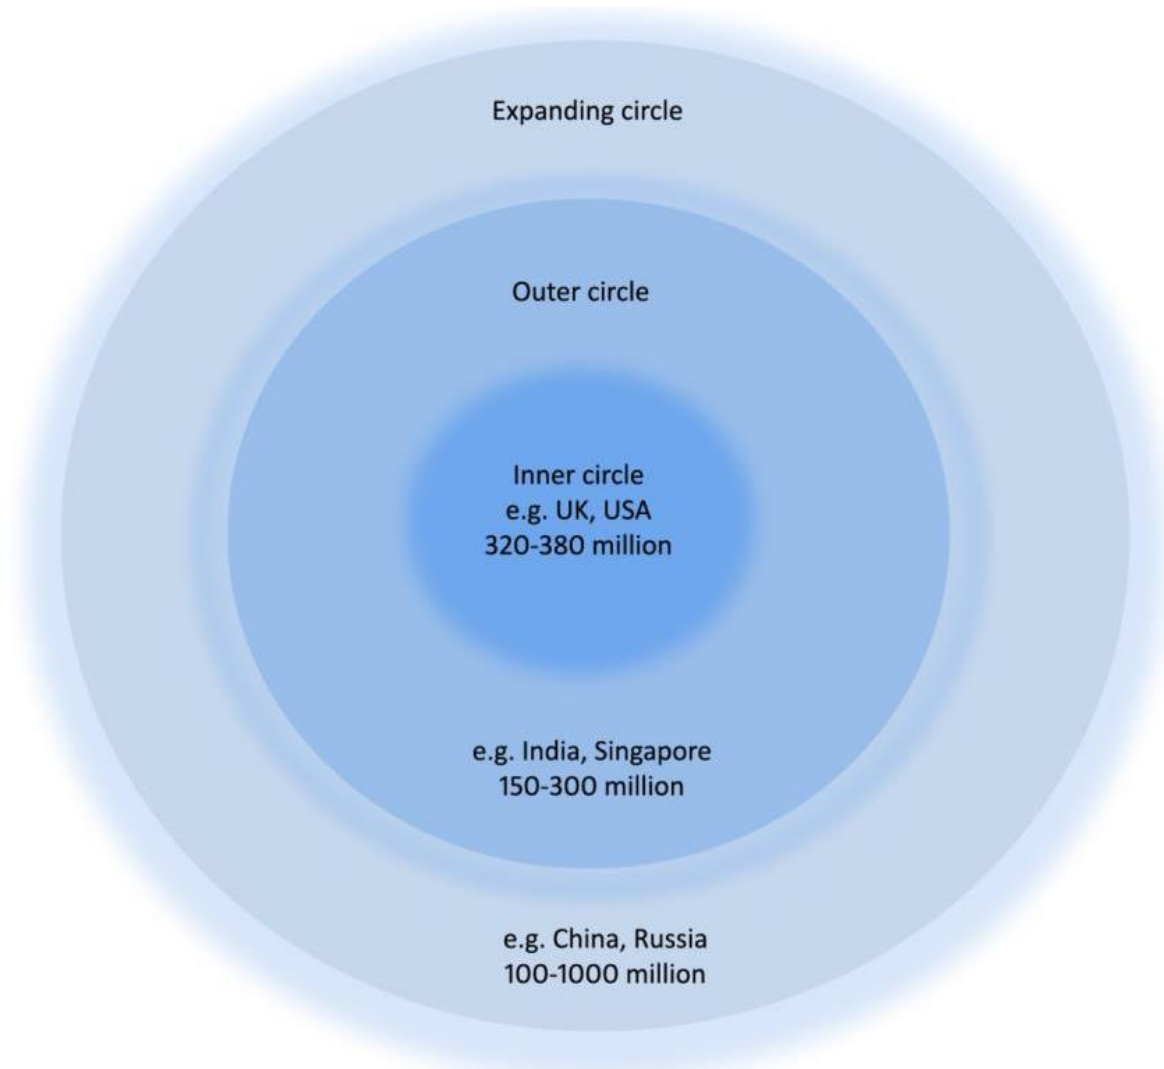 Expanding circle
Outer circle
Inner circle
e.g. UK, USA
320-380 million
e.g. India, Singapore
150-300 million
e.g. China, Russia
100-1000 million